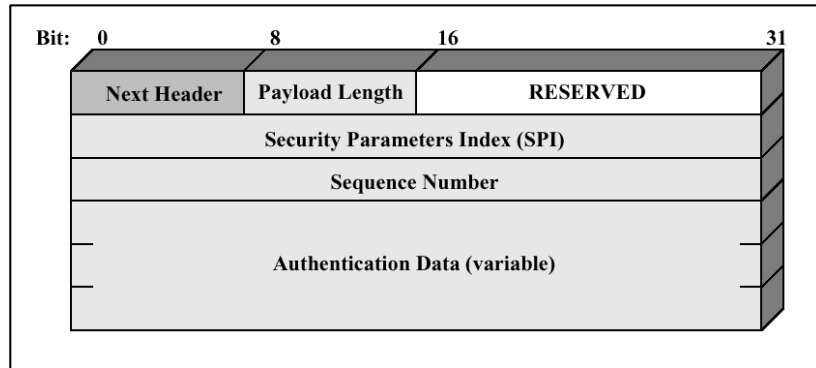 Bit: 0 8 16 31
Next Header Payload Length RESERVED
Security Parameters Index (SPI)
Sequence Number
Authentication Data (variable)